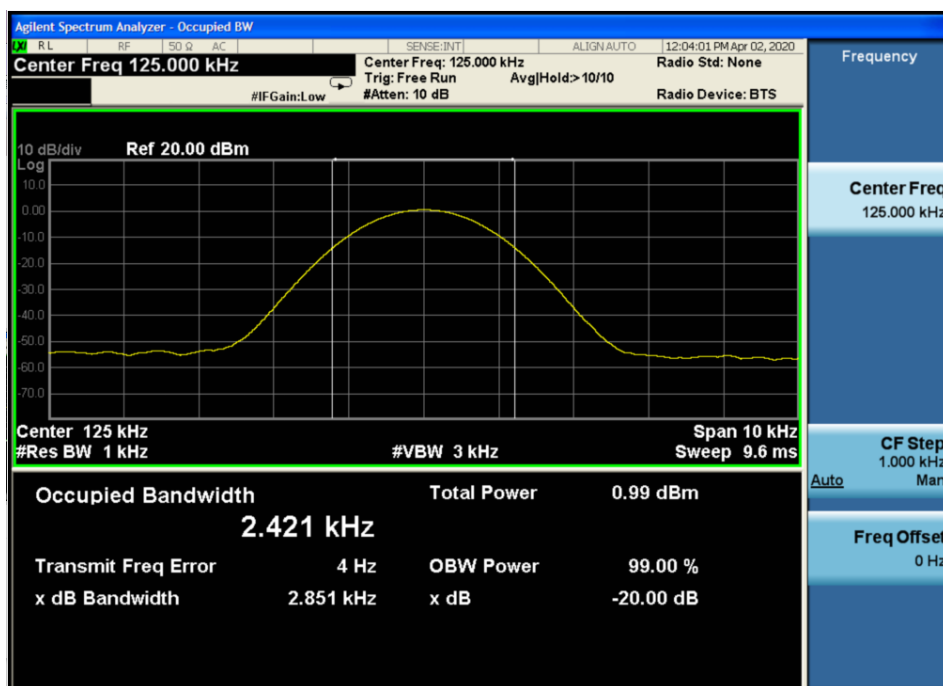 Agilent Spectrum Analyzer - Occupied BW
LXI RL RF 50 Ω AC SENSE:INT ALIGN AUTO 12:04:01 PM Apr 02, 2020
Center Freq 125.000 kHz
Center Freq: 125.000 kHz
Radio Std: None
Trig: Free Run Avg|Hold:>10/10
#IFGain:Low
#Atten: 10 dB
Radio Device: BTS
10 dB/div Ref 20.00 dBm
Log
10.0
0.00
-10.0
-20.0
-30.0
-40.0
-50.0
-60.0
-70.0
Center 125 kHz Span 10 kHz
#Res BW 1 kHz #VBW 3 kHz Sweep 9.6 ms
Occupied Bandwidth Total Power 0.99 dBm
2.421 kHz
Transmit Freq Error 4 Hz OBW Power 99.00 %
x dB Bandwidth 2.851 kHz x dB -20.00 dB
Frequency
Center Freq
125.000 kHz
CF Step
1.000 kHz
Auto Man
Freq Offset
0 Hz